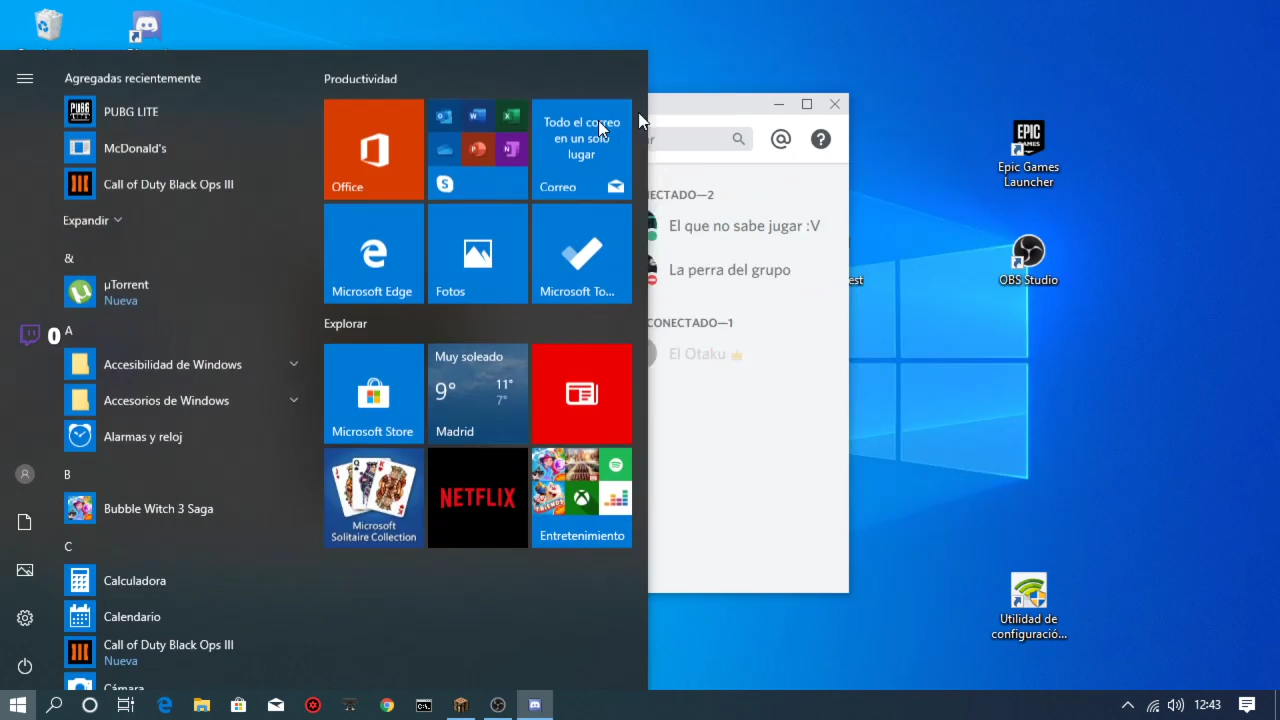 Agregadas recientemente
PUBG LITE
McDonald's
Call of Duty Black Ops III
Expandir
&
µTorrent
Nueva
0
A
Accesibilidad de Windows
Accesorios de Windows
Alarmas y reloj
B
Bubble Witch 3 Saga
C
Calculadora
Calendario
Call of Duty Black Ops III
Nueva
Cámara
Productividad
Office
Todo el correo
en un solo
lugar
Correo
Microsoft Edge
Fotos
Microsoft To...
Explorar
Microsoft Store
Muy soleado
9°
11°
7°
Madrid
Microsoft
Solitaire Collection
NETFLIX
Entretenimiento
ECTADO—2
El que no sabe jugar :V
La perra del grupo
CONECTADO—1
El Otaku
est
EPIC
GAMES
Epic Games
Launcher
OBS Studio
Utilidad de
configuració...
12:43